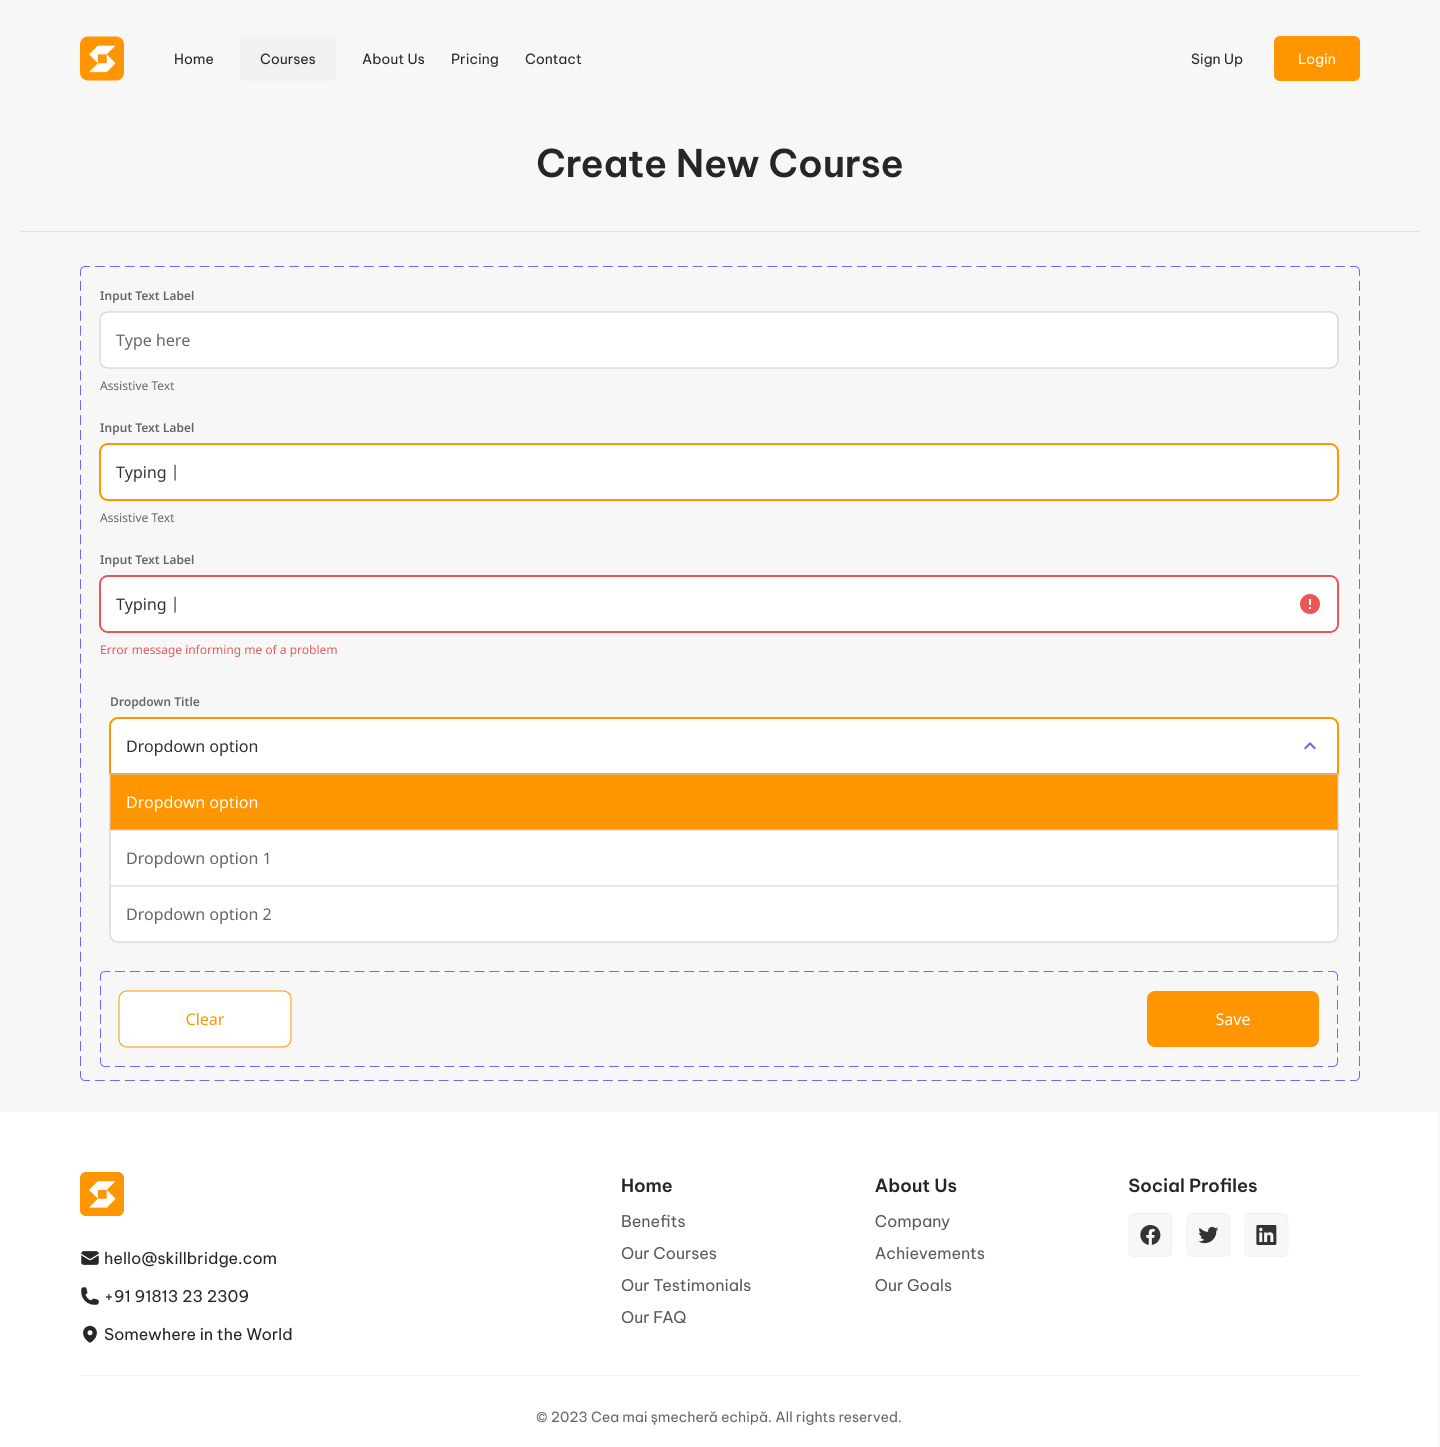 Home Courses About Us Pricing Contact Sign Up Login
Create New Course
Input Text Label
Type here
Assistive Text
Input Text Label
Typing |
Assistive Text
Input Text Label
Typing |
Error message informing me of a problem
Dropdown Title
Dropdown option
Dropdown option
Dropdown option 1
Dropdown option 2
Clear Save
hello@skillbridge.com
+91 91813 23 2309
Somewhere in the World
Home
Benefits
Our Courses
Our Testimonials
Our FAQ
About Us
Company
Achievements
Our Goals
Social Profiles
© 2023 Cea mai șmecheră echipă. All rights reserved.